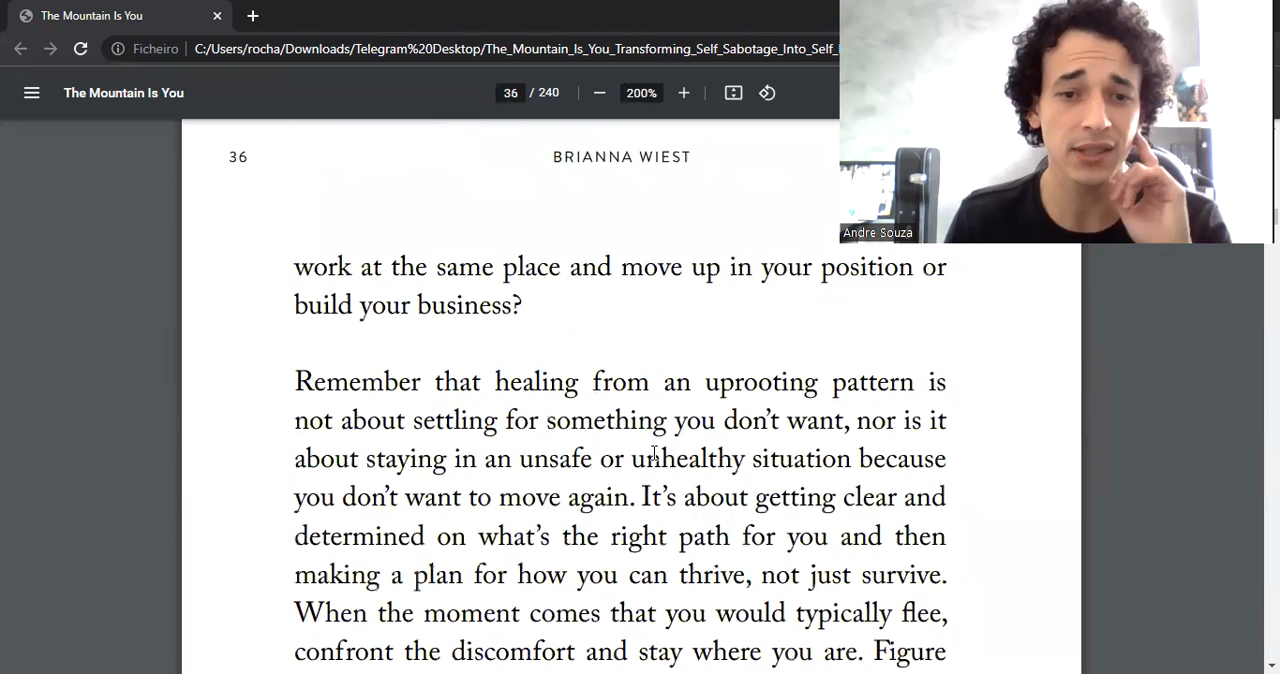 The Mountain Is You
Ficheiro
C:/Users/rocha/Downloads/Telegram%20Desktop/The_Mountain_Is_You_Transforming_Self_Sabotage_Into_Self_
The Mountain Is You
36 / 240
200%
36
BRIANNA WIEST
Andre Souza
work at the same place and move up in your position or
build your business?
Remember that healing from an uprooting pattern is
not about settling for something you don't want, nor is it
about staying in an unsafe or unhealthy situation because
you don't want to move again. It's about getting clear and
determined on what's the right path for you and then
making a plan for how you can thrive, not just survive.
When the moment comes that you would typically flee,
confront the discomfort and stay where you are. Figure